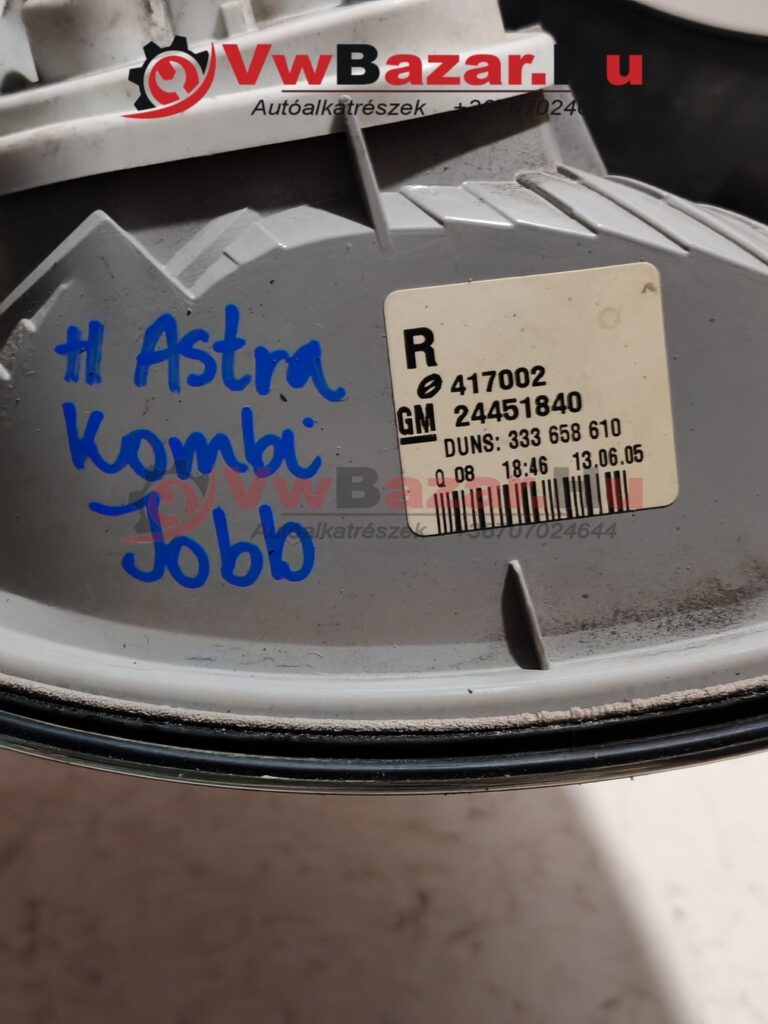 VwBazar.Hu
Autóalkatrészek +36707024644
R
417002
GM 24451840
DUNS: 333 658 610
Q 08 18:46 13.06.05
H Astra
Kombi
Jobb
VwBazar.Hu
Autóalkatrészek +36707024644